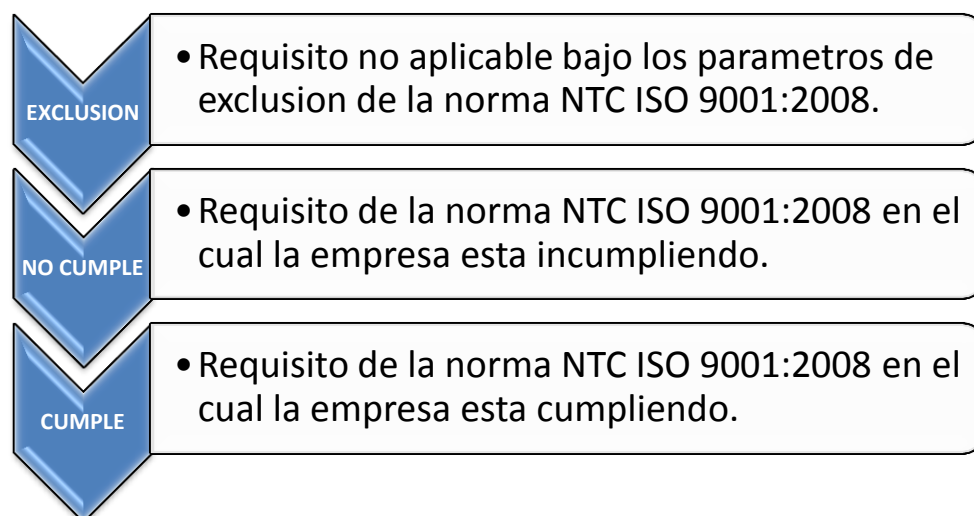 EXCLUSION
• Requisito no aplicable bajo los parametros de
exclusion de la norma NTC ISO 9001:2008.
NO CUMPLE
• Requisito de la norma NTC ISO 9001:2008 en el
cual la empresa esta incumpliendo.
CUMPLE
• Requisito de la norma NTC ISO 9001:2008 en el
cual la empresa esta cumpliendo.